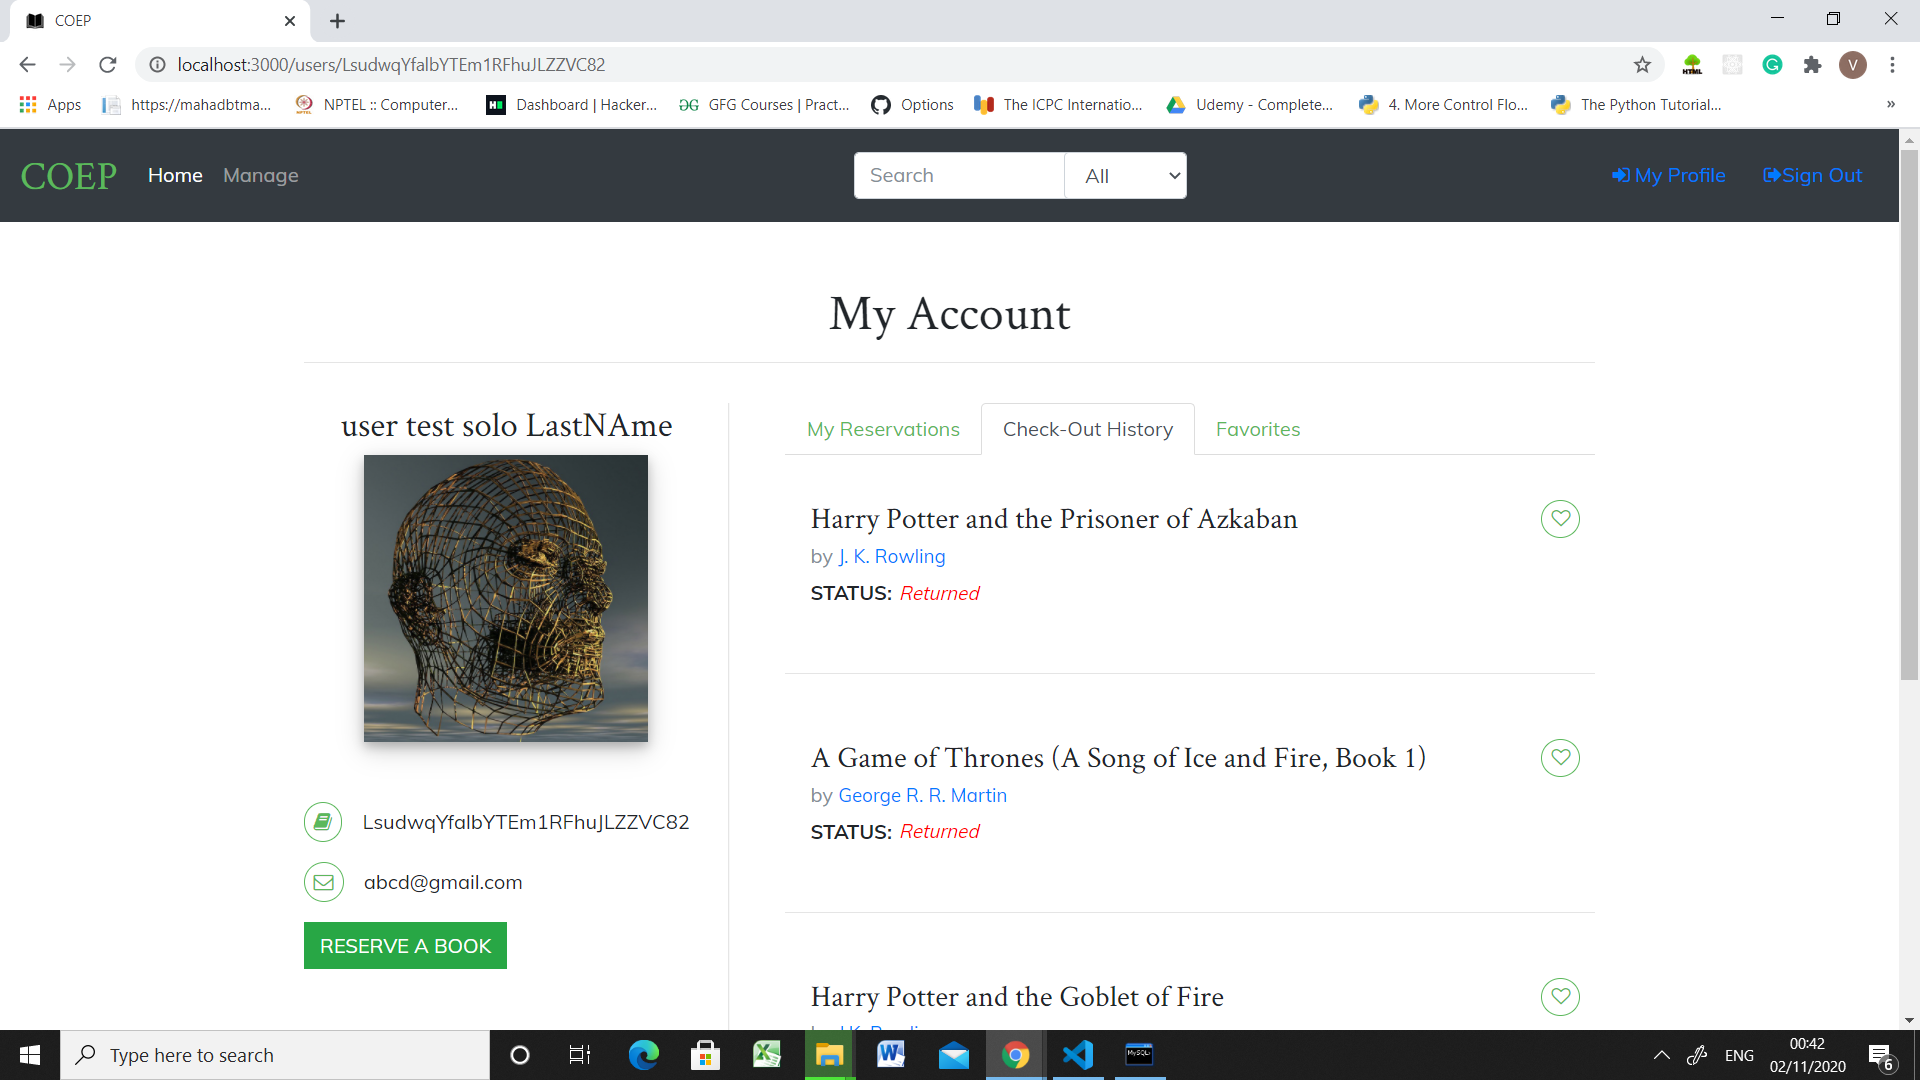 COEP
localhost:3000/users/LsudwqYfalbYTEm1RFhuJLZZVC82
V
Apps
https://mahadbtma...
NPTEL :: Computer...
Dashboard | Hacker...
GFG Courses | Pract...
Options
The ICPC Internatio...
Udemy - Complete...
4. More Control Flo...
The Python Tutorial...
»
COEP
Home
Manage
Search
All
My Profile
Sign Out
My Account
user test solo LastNAme
LsudwqYfalbYTEm1RFhuJLZZVC82
abcd@gmail.com
RESERVE A BOOK
My Reservations
Check-Out History
Favorites
Harry Potter and the Prisoner of Azkaban
by J. K. Rowling
STATUS: Returned
A Game of Thrones (A Song of Ice and Fire, Book 1)
by George R. R. Martin
STATUS: Returned
Harry Potter and the Goblet of Fire
Type here to search
ENG
00:42
02/11/2020
6